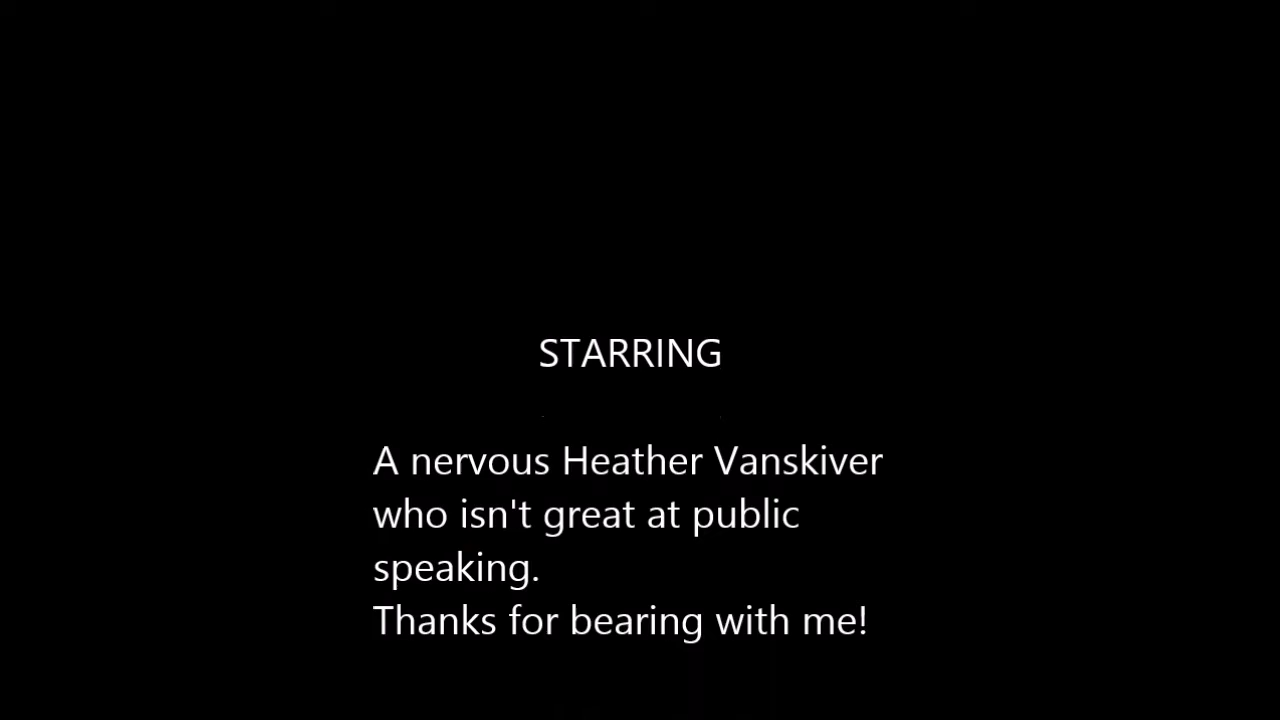 STARRING
A nervous Heather Vanskiver
who isn't great at public
speaking.
Thanks for bearing with me!